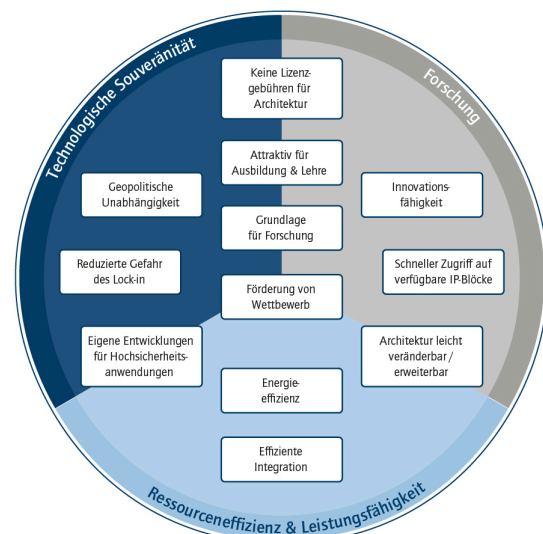 Technologische Souveränität
Forschung
Keine Lizenz-
gebühren für
Architektur
Attraktiv für
Ausbildung & Lehre
Geopolitische
Unabhängigkeit
Innovations-
fähigkeit
Grundlage
für Forschung
Reduzierte Gefahr
des Lock-in
Schneller Zugriff auf
verfügbare IP-Blöcke
Förderung von
Wettbewerb
Eigene Entwicklungen
für Hochsicherheits-
anwendungen
Architektur leicht
veränderbar /
erweiterbar
Energie-
effizienz
Effiziente
Integration
Ressourceneffizienz & Leistungsfähigkeit